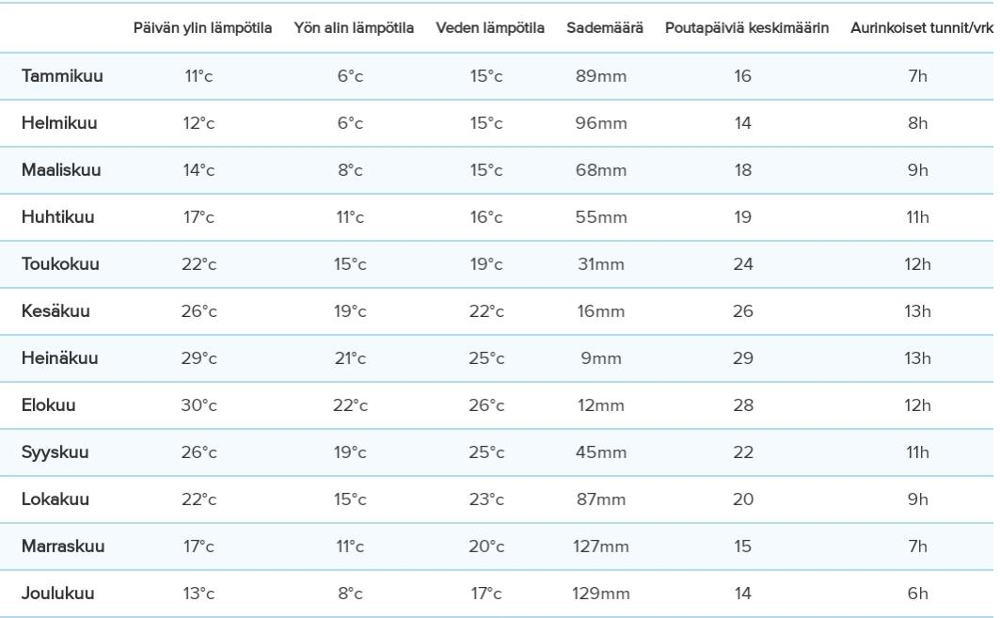 Päivän ylin lämpötila Yön alin lämpötila Veden lämpötila Sademäärä Poutapäiviä keskimäärin Aurinkoiset tunnit/vrk
Tammikuu 11°c 6°c 15°c 89mm 16 7h
Helmikuu 12°c 6°c 15°c 96mm 14 8h
Maaliskuu 14°c 8°c 15°c 68mm 18 9h
Huhtikuu 17°c 11°c 16°c 55mm 19 11h
Toukokuu 22°c 15°c 19°c 31mm 24 12h
Kesäkuu 26°c 19°c 22°c 16mm 26 13h
Heinäkuu 29°c 21°c 25°c 9mm 29 13h
Elokuu 30°c 22°c 26°c 12mm 28 12h
Syyskuu 26°c 19°c 25°c 45mm 22 11h
Lokakuu 22°c 15°c 23°c 87mm 20 9h
Marraskuu 17°c 11°c 20°c 127mm 15 7h
Joulukuu 13°c 8°c 17°c 129mm 14 6h